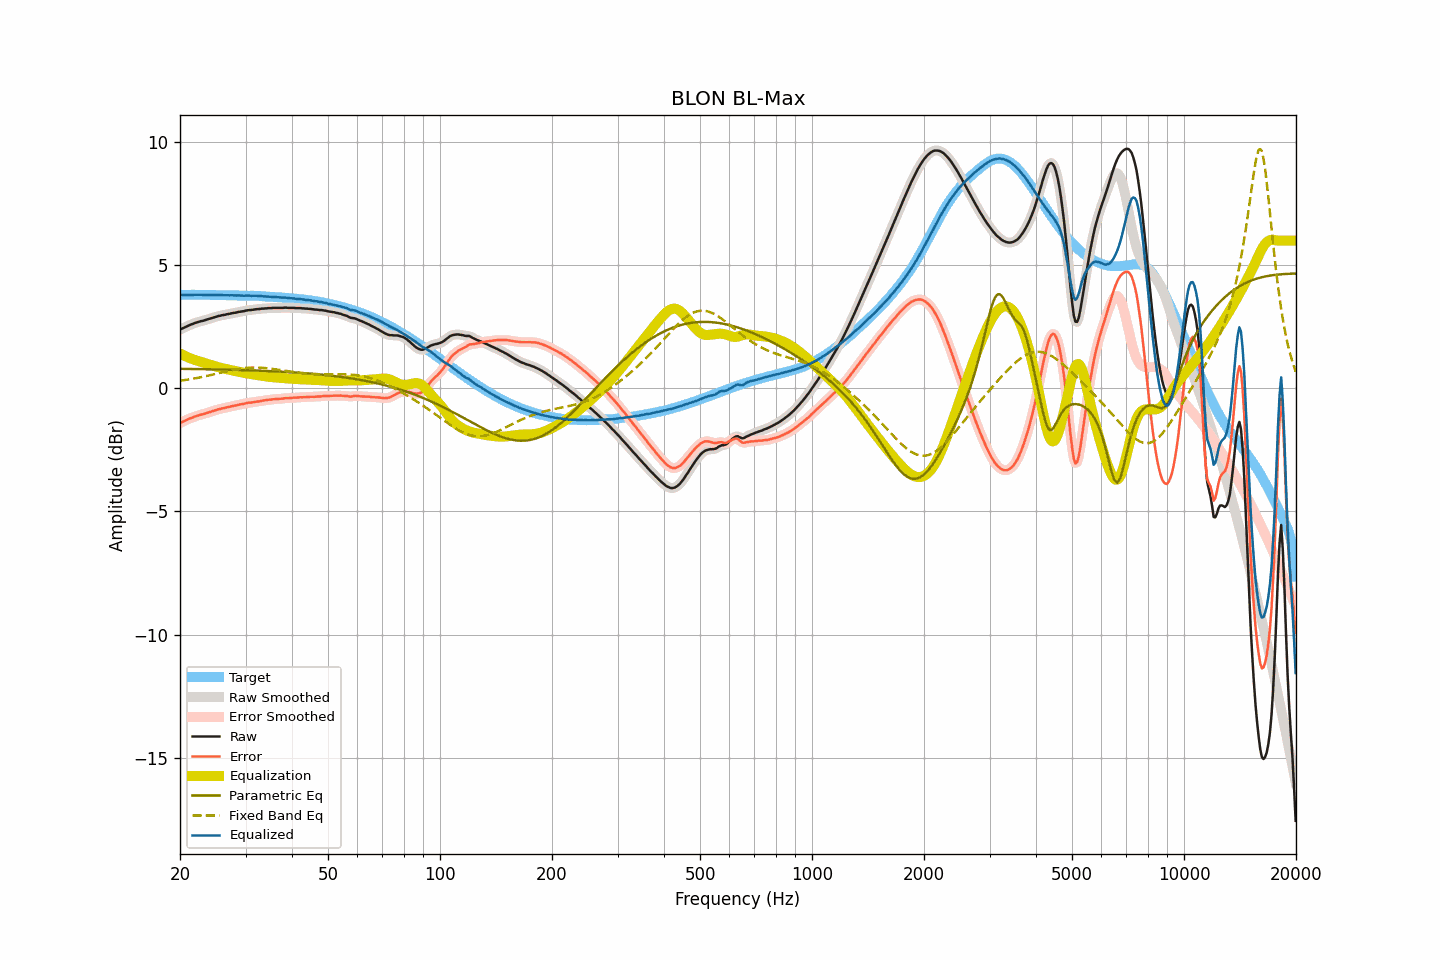 BLON BL-Max
10
5
0
−5
−10
−15
Amplitude (dBr)
Target
Raw Smoothed
Error Smoothed
Raw
Error
Equalization
Parametric Eq
Fixed Band Eq
Equalized
20 50 100 200 500 1000 2000 5000 10000 20000
Frequency (Hz)